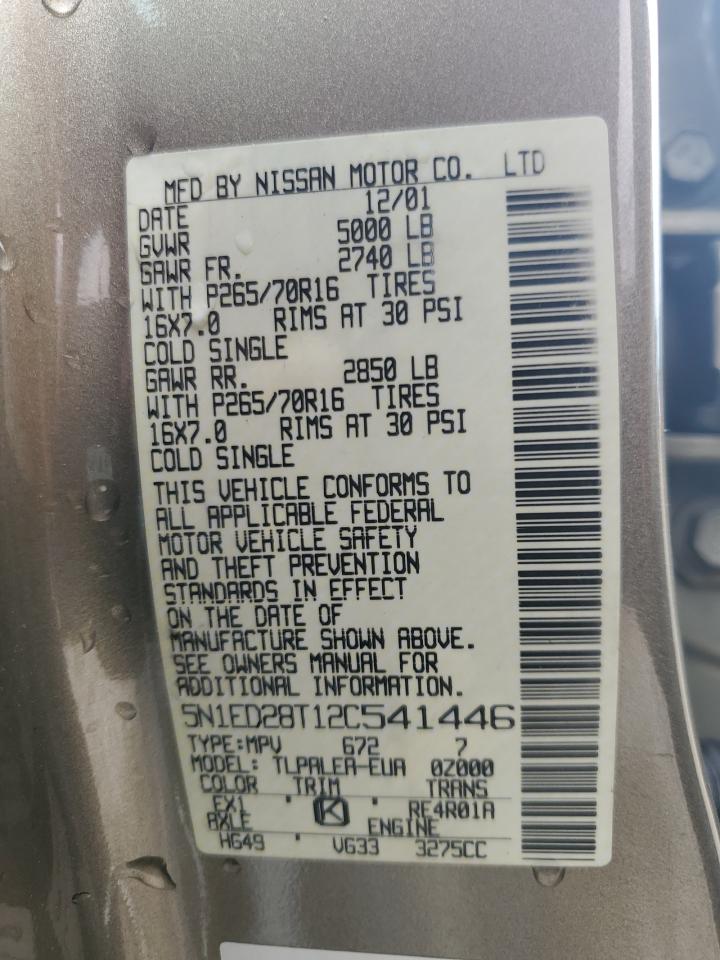 MFD BY NISSAN MOTOR CO. LTD
DATE 12/01
GVWR 5000 LB
GAWR FR. 2740 LB
WITH P265/70R16 TIRES
16X7.0 RIMS AT 30 PSI
COLD SINGLE
GAWR RR. 2850 LB
WITH P265/70R16 TIRES
16X7.0 RIMS AT 30 PSI
COLD SINGLE
THIS VEHICLE CONFORMS TO
ALL APPLICABLE FEDERAL
MOTOR VEHICLE SAFETY
AND THEFT PREVENTION
STANDARDS IN EFFECT
ON THE DATE OF
MANUFACTURE SHOWN ABOVE.
SEE OWNERS MANUAL FOR
ADDITIONAL INFORMATION.
5N1ED28T12C541446
TYPE:MPV 672 7
MODEL: TLPALEA-EUA 0Z000
COLOR TRIM TRANS
EX1 K RE4R01A
AXLE ENGINE
HG49 VG33 3275CC